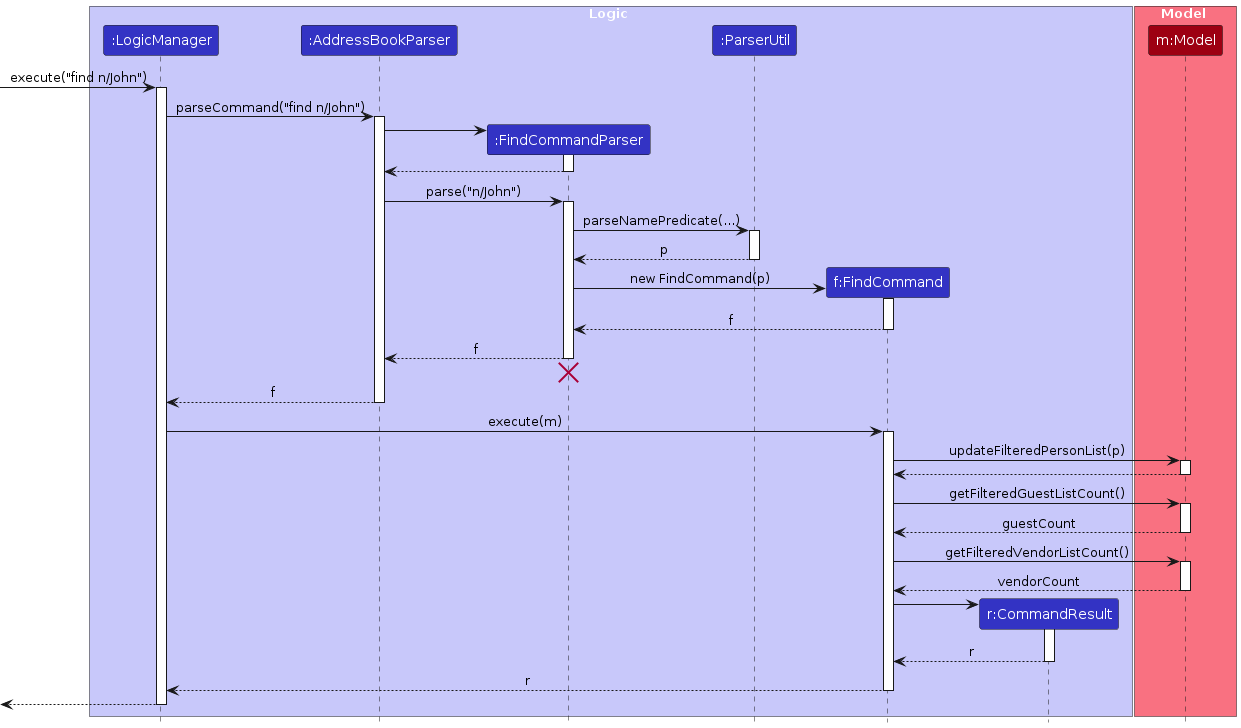 Logic
Model
:LogicManager
:AddressBookParser
:ParserUtil
m:Model
execute("find n/John")
parseCommand("find n/John")
:FindCommandParser
parse("n/John")
parseNamePredicate(...)
p
new FindCommand(p)
f:FindCommand
f
f
f
execute(m)
updateFilteredPersonList(p)
getFilteredGuestListCount()
guestCount
getFilteredVendorListCount()
vendorCount
r:CommandResult
r
r